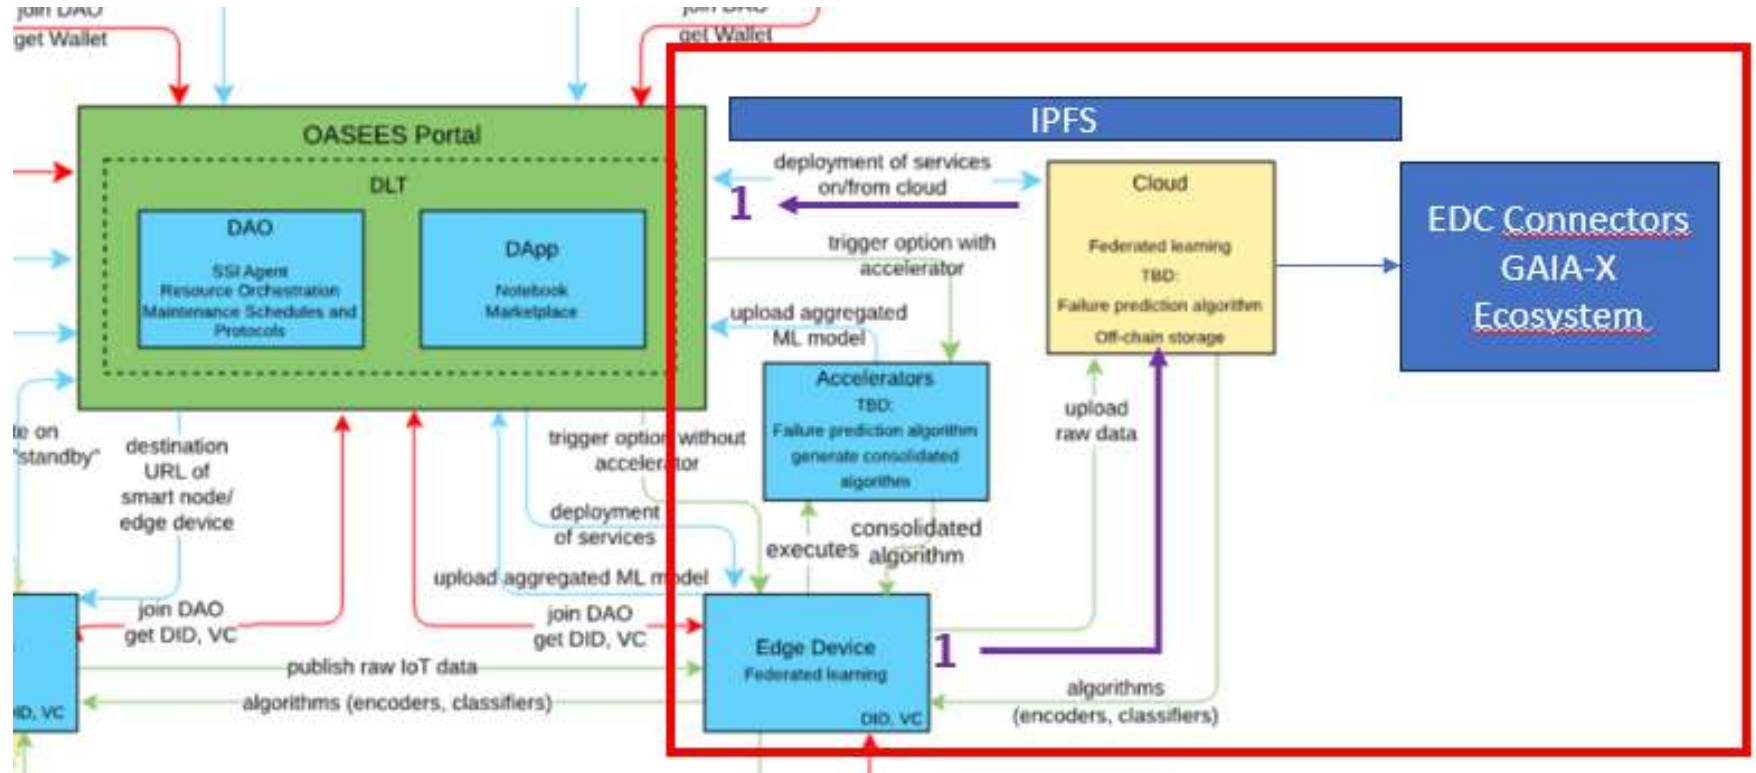 join DAO
get Wallet
join DAO
get Wallet
OASEES Portal
DLT
DAO
SSI Agent
Resource Orchestration
Maintenance Schedules and
Protocols
DApp
Notebook
Marketplace
IPFS
deployment of services
on/from cloud
1
trigger option with
accelerator
upload aggregated
ML model
Cloud
Federated learning
TBD:
Failure prediction algorithm
Off-chain storage
EDC Connectors
GAIA-X
Ecosystem
Accelerators
TBD:
Failure prediction algorithm
generate consolidated
algorithm
upload
raw data
on
"standby"
destination
URL of
smart node/
edge device
trigger option without
accelerator
deployment
of services
executes
consolidated
algorithm
upload aggregated ML model
join DAO
get DID, VC
join DAO
get DID, VC
publish raw IoT data
algorithms (encoders, classifiers)
Edge Device
Federated learning
DID, VC
1
algorithms
(encoders, classifiers)
VC